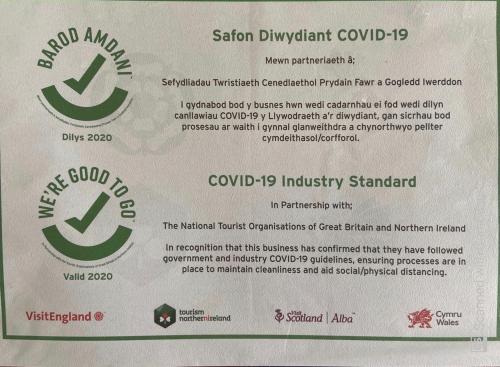 BAROD AMDANI
Dilys 2020
Safon Diwydiant COVID-19
Mewn partneriaeth â;
Sefydliadau Twristiaeth Cenedlaethol Prydain Fawr a Gogledd Iwerddon
I gydnabod bod y busnes hwn wedi cadarnhau ei fod wedi dilyn
canllawiau COVID-19 y Llywodraeth a'r diwydiant, gan sicrhau bod
prosesau ar waith i gynnal glanweithdra a chynorthwyo pellter
cymdeithasol/corfforol.
WE'RE GOOD TO GO
Valid 2020
COVID-19 Industry Standard
In Partnership with;
The National Tourist Organisations of Great Britain and Northern Ireland
In recognition that this business has confirmed that they have followed
government and industry COVID-19 guidelines, ensuring processes are in
place to maintain cleanliness and aid social/physical distancing.
VisitEngland
tourism
northernireland
Visit
Scotland | Alba™
Cymru
Wales